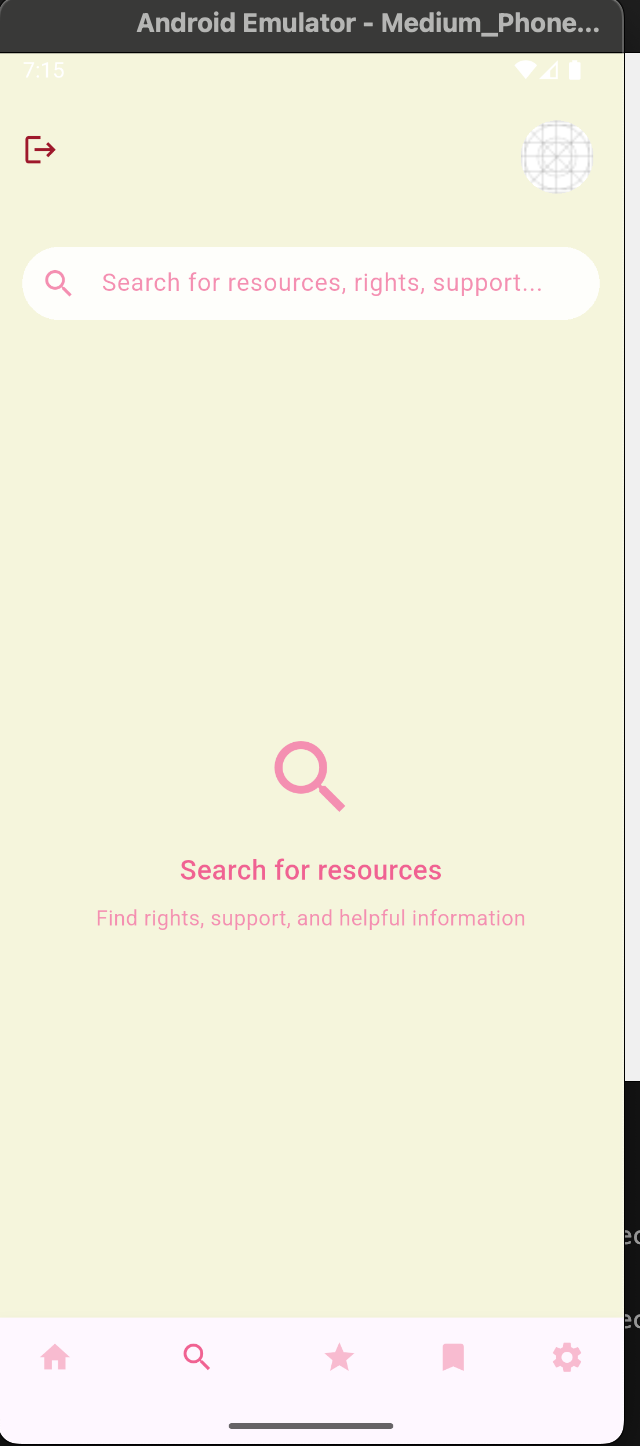 Android Emulator - Medium_Phone...
7:15
Search for resources, rights, support...
Search for resources
Find rights, support, and helpful information